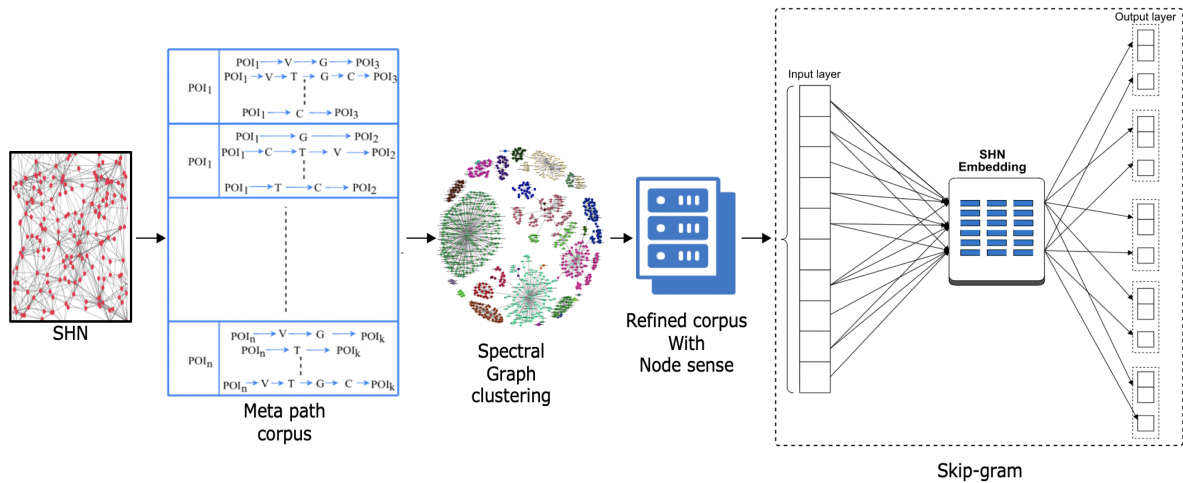 SHN
POI1
POI1 V G POI3
POI1 V T G C POI3
POI1 C POI3
POI1
POI1 G POI2
POI1 C T V POI2
POI1 T C POI2
POIn
POIn V G POIk
POIn T POIk
POIn V T G C POIk
Meta path
corpus
Spectral
Graph
clustering
Refined corpus
With
Node sense
Input layer
SHN
Embedding
Output layer
Skip-gram